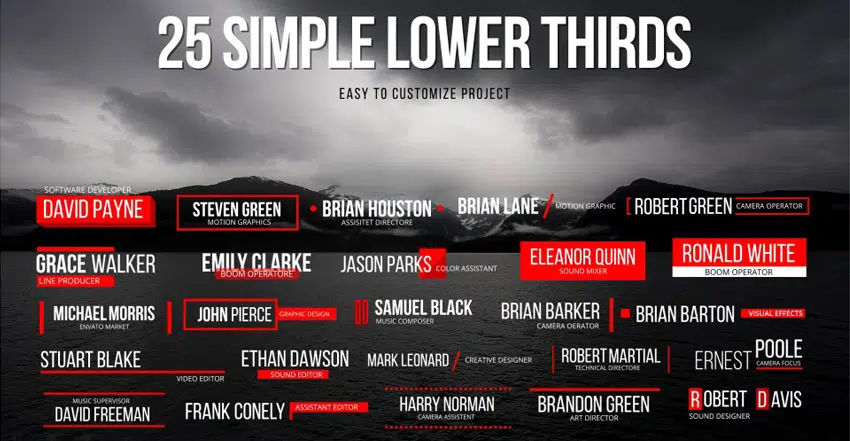 25 SIMPLE LOWER THIRDS
EASY TO CUSTOMIZE PROJECT
SOFTWARE DEVELOPER
DAVID PAYNE
STEVEN GREEN
MOTION GRAPHICS
BRIAN HOUSTON
ASSISITET DIRECTORE
BRIAN LANE MOTION GRAPHIC
ROBERT GREEN CAMERA OPERATOR
GRACE WALKER
LINE PRODUCER
EMILY CLARKE
BOOM OPERATORE
JASON PARKS COLOR ASSISTANT
ELEANOR QUINN
SOUND MIXER
RONALD WHITE
BOOM OPERATOR
MICHAEL MORRIS
ENVATO MARKET
JOHN PIERCE GRAPHIC DESIGN
SAMUEL BLACK
MUSIC COMPOSER
BRIAN BARKER
CAMERA OERATOR
BRIAN BARTON VISUAL EFFECTS
STUART BLAKE
VIDEO EDITOR
ETHAN DAWSON
SOUND EDITOR
MARK LEONARD CREATIVE DESIGNER
ROBERT MARTIAL
TECHNICAL DIRECTORE
ERNEST POOLE
CAMERA FOCUS
MUSIC SUPERVISOR
DAVID FREEMAN
FRANK CONELY ASSISTANT EDITOR
HARRY NORMAN
CAMERA ASSISTENT
BRANDON GREEN
ART DIRECTOR
ROBERT DAVIS
SOUND DESIGNER